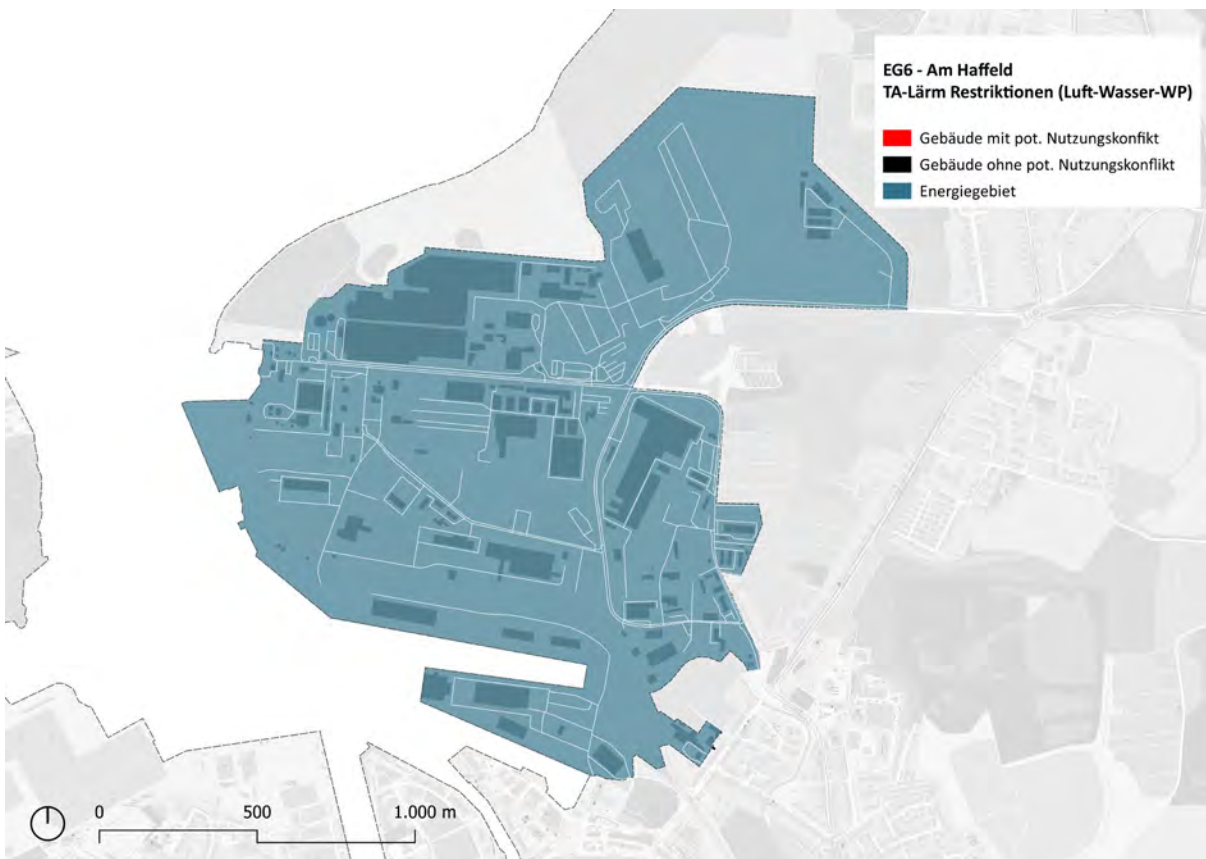 EG6 - Am Haffeld
TA-Lärm Restriktionen (Luft-Wasser-WP)
Gebäude mit pot. Nutzungskonfikt
Gebäude ohne pot. Nutzungskonflikt
Energiegebiet
0 500 1.000 m